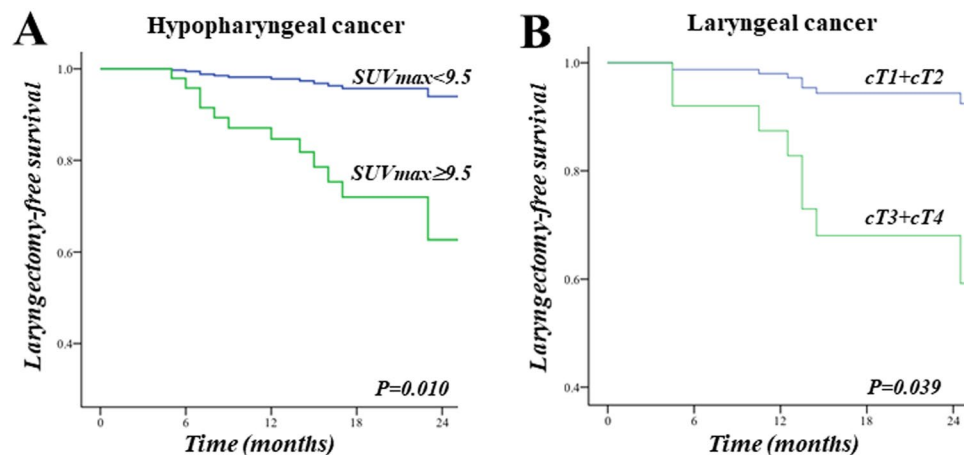 A
Hypopharyngeal cancer
Laryngectomy-free survival
1.0
0.8
0.6
0.4
SUVmax<9.5
SUVmax≥9.5
P=0.010
0 6 12 18 24
Time (months)
B
Laryngeal cancer
Laryngectomy-free survival
1.0
0.8
0.6
0.4
cT1+cT2
cT3+cT4
P=0.039
0 6 12 18 24
Time (months)